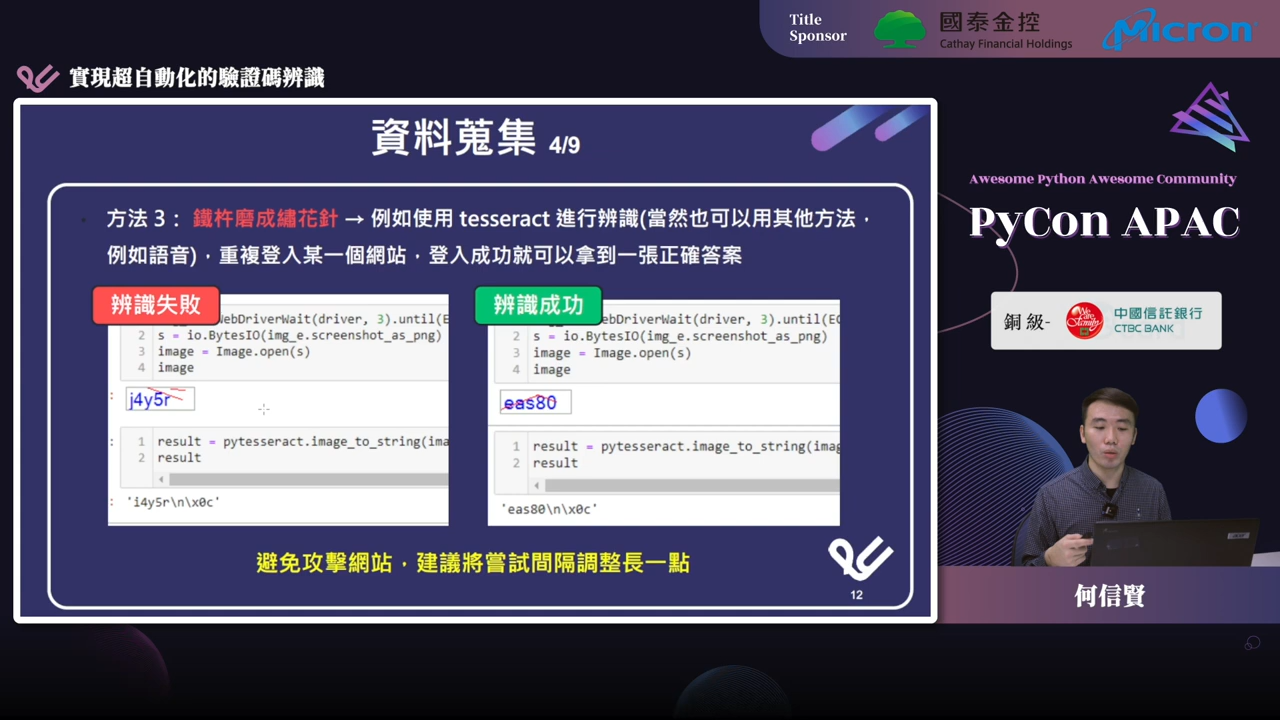 Title
Sponsor
國泰金控
Cathay Financial Holdings
Micron
實現超自動化的驗證碼辨識
資料蒐集 4/9
方法 3： 鐵杵磨成繡花針 → 例如使用 tesseract 進行辨識(當然也可以用其他方法，
例如語音)，重複登入某一個網站，登入成功就可以拿到一張正確答案
辨識失敗
WebDriverWait(driver, 3).until(E
2 s = io.BytesIO(img_e.screenshot_as_png)
3 image = Image.open(s)
4 image
j4y5r
1 result = pytesseract.image_to_string(ima
2 result
'i4y5r\n\x0c'
辨識成功
WebDriverWait(driver, 3).until(EC
2 s = io.BytesIO(img_e.screenshot_as_png)
3 image = Image.open(s)
4 image
eas80
1 result = pytesseract.image_to_string(imag
2 result
'eas80\n\x0c'
避免攻擊網站，建議將嘗試間隔調整長一點
12
Awesome Python Awesome Community
PyCon APAC
銅級-
We are family
中國信託銀行
CTBC BANK
acer
何信賢